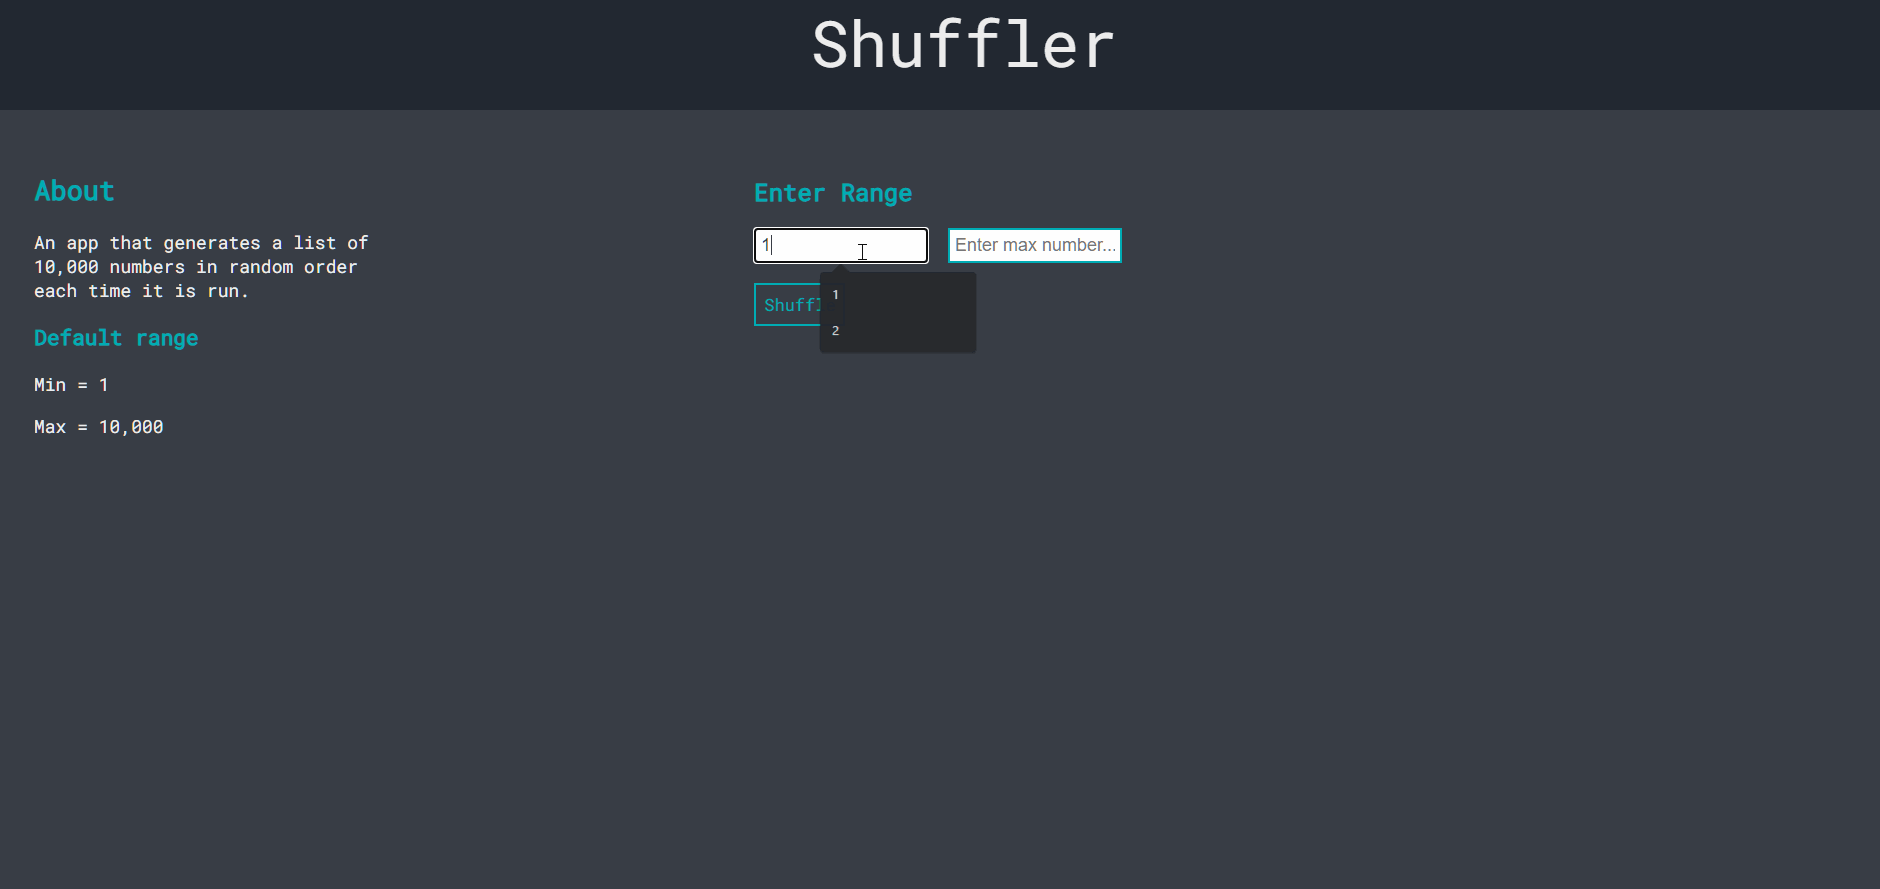 Shuffler
About
An app that generates a list of
10,000 numbers in random order
each time it is run.
Default range
Min = 1
Max = 10,000
Enter Range
1
Enter max number...
1
2